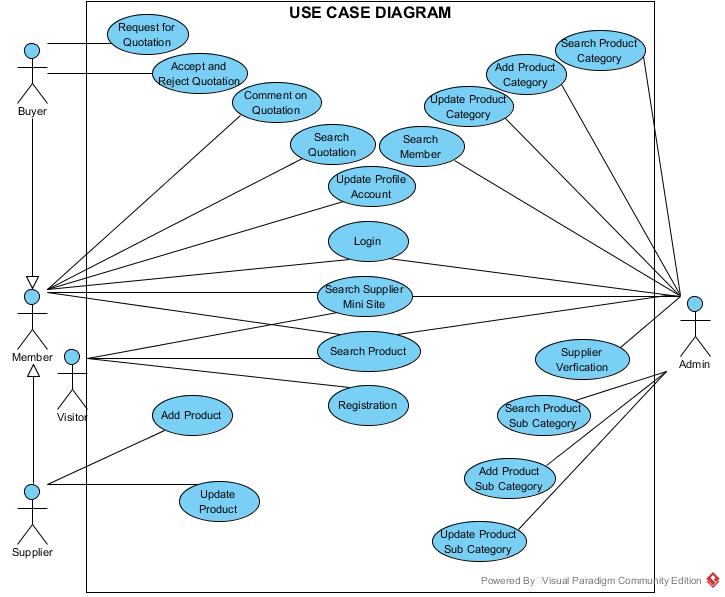 USE CASE DIAGRAM
Request for
Quotation
Accept and
Reject Quotation
Comment on
Quotation
Search
Quotation
Update Profile
Account
Login
Search Supplier
Mini Site
Search Product
Registration
Search Product
Category
Add Product
Category
Update Product
Category
Search
Member
Supplier
Verfication
Search Product
Sub Category
Add Product
Sub Category
Update Product
Sub Category
Add Product
Update
Product
Buyer
Member
Visitor
Supplier
Admin
Powered By Visual Paradigm Community Edition